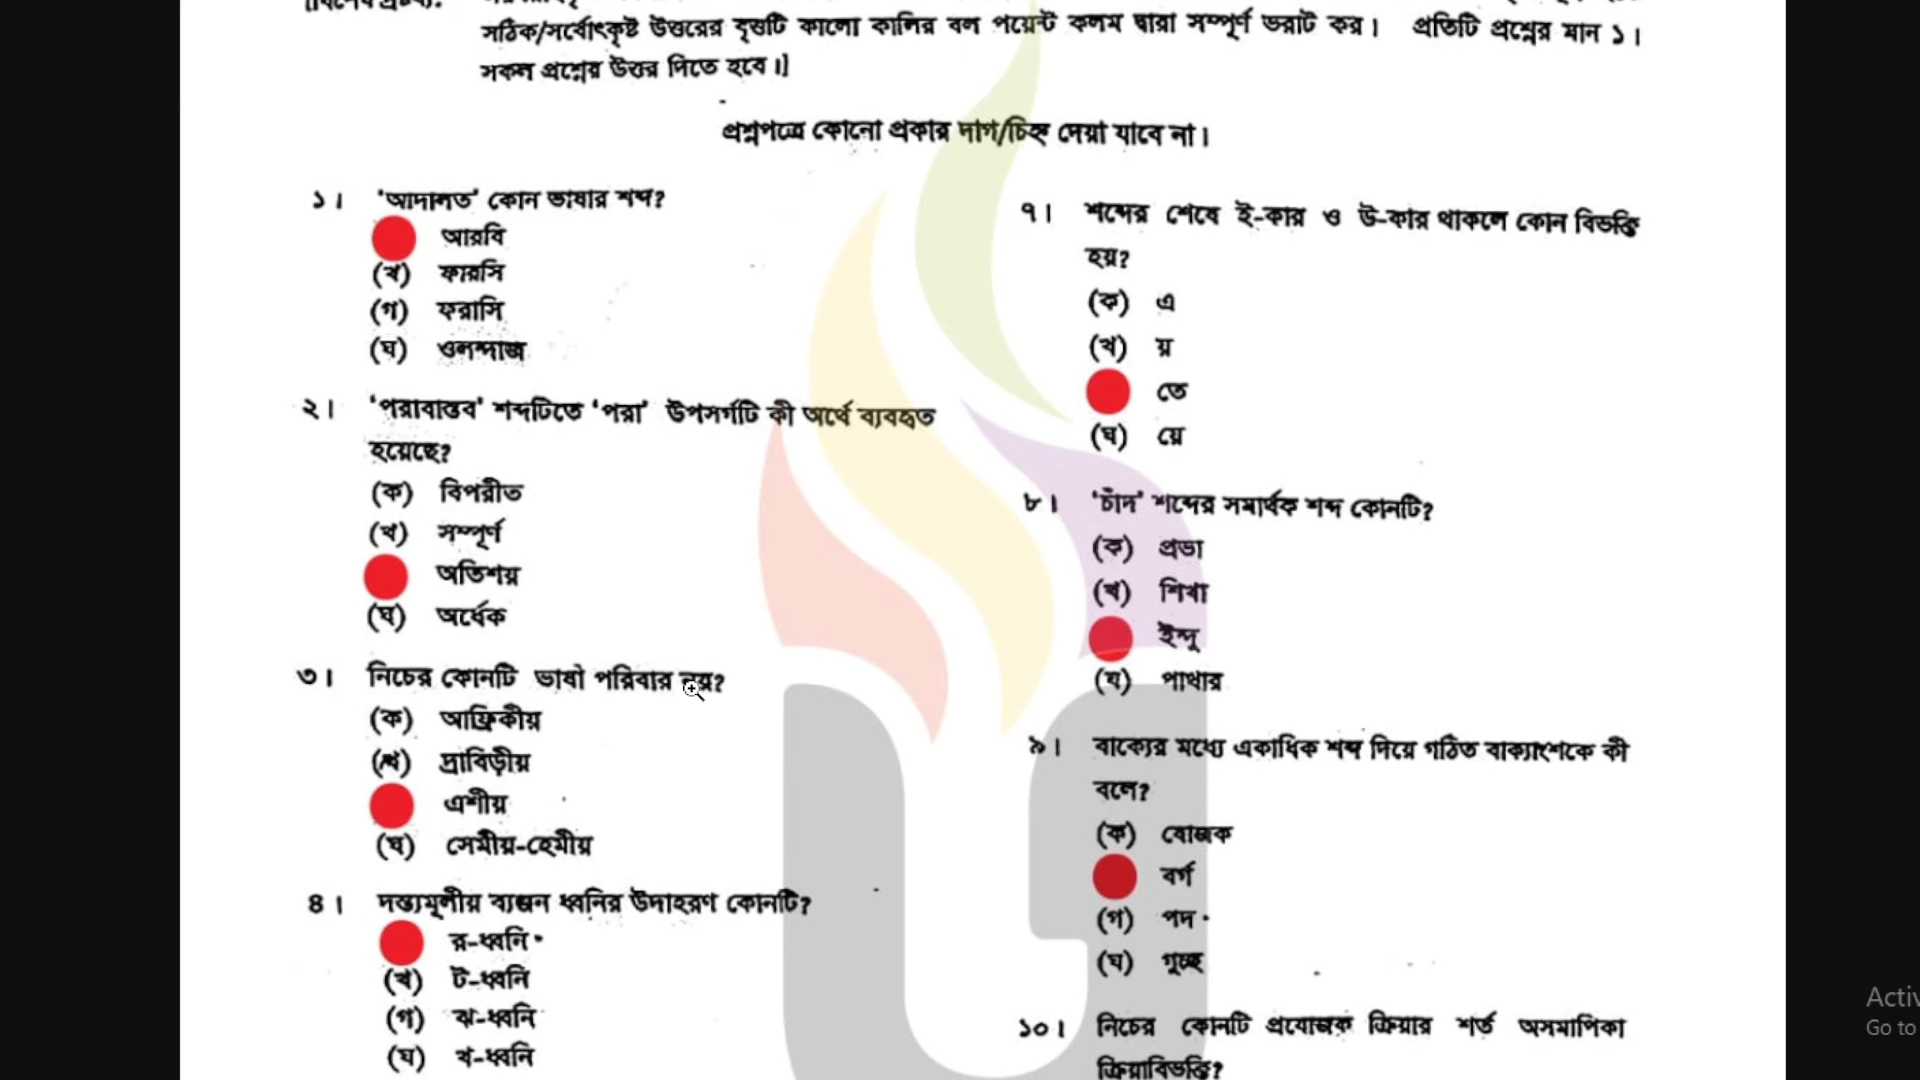 সঠিক/সর্বোৎকৃষ্ট উত্তরের বৃত্তটি কালো কালির বল পয়েন্ট কলম দ্বারা সম্পূর্ণ ভরাট কর। প্রতিটি প্রশ্নের মান ১।
সকল প্রশ্নের উত্তর দিতে হবে।]
প্রশ্নপত্রে কোনো প্রকার দাগ/চিহ্ন দেয়া যাবে না।
১। 'আদালত' কোন ভাষার শব্দ?
আরবি
(খ) ফারসি
(গ) ফরাসি
(ঘ) ওলন্দাজ
২। 'পরাবাস্তব' শব্দটিতে 'পরা' উপসর্গটি কী অর্থে ব্যবহৃত
হয়েছে?
(ক) বিপরীত
(খ) সম্পূর্ণ
অতিশয়
(ঘ) অর্ধেক
৩। নিচের কোনটি ভাষা পরিবার নয়?
(ক) আফ্রিকীয়
(খ) দ্রাবিড়ীয়
এশীয়
(ঘ) সেমীয়-হেমীয়
৪। দন্ত্যমূলীয় ব্যঞ্জন ধ্বনির উদাহরণ কোনটি?
র-ধ্বনি
(খ) ট-ধ্বনি
(গ) ঝ-ধ্বনি
(ঘ) খ-ধ্বনি
৭। শব্দের শেষে ই-কার ও উ-কার থাকলে কোন বিভক্তি
হয়?
(ক) এ
(খ) য়
তে
(ঘ) য়ে
৮। 'চাঁদ' শব্দের সমার্থক শব্দ কোনটি?
(ক) প্রভা
(খ) শিখা
ইন্দু
(ঘ) পাথার
৯। বাক্যের মধ্যে একাধিক শব্দ দিয়ে গঠিত বাক্যাংশকে কী
বলে?
(ক) যোজক
বর্গ
(গ) পদ
(ঘ) গুচ্ছ
১০। নিচের কোনটি প্রযোজক ক্রিয়ার শর্ত অসমাপিকা
ক্রিয়াবিভক্তি?
Activ
Go to